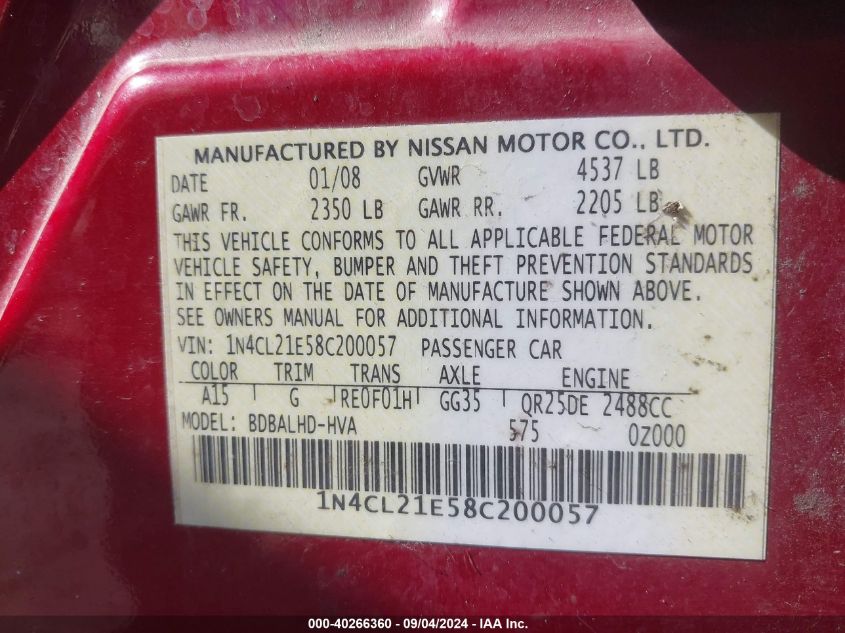 MANUFACTURED BY NISSAN MOTOR CO., LTD.
DATE 01/08 GVWR 4537 LB
GAWR FR. 2350 LB GAWR RR. 2205 LB
THIS VEHICLE CONFORMS TO ALL APPLICABLE FEDERAL MOTOR
VEHICLE SAFETY, BUMPER AND THEFT PREVENTION STANDARDS
IN EFFECT ON THE DATE OF MANUFACTURE SHOWN ABOVE.
SEE OWNERS MANUAL FOR ADDITIONAL INFORMATION.
VIN: 1N4CL21E58C200057 PASSENGER CAR
COLOR TRIM TRANS AXLE ENGINE
A15 G RE0F01H GG35 QR25DE 2488CC
MODEL: BDBALHD-HVA 575 0Z000
1N4CL21E58C200057
000-40266360 - 09/04/2024 - IAA Inc.